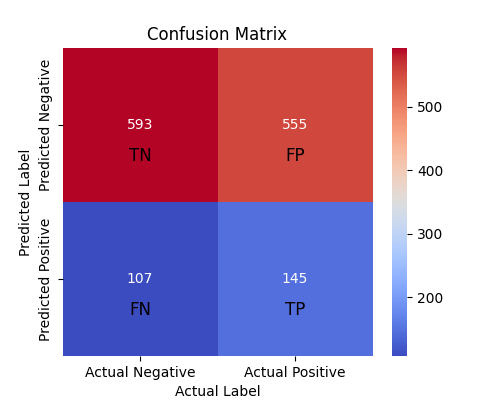 Confusion Matrix
Predicted Label
Predicted Negative
Predicted Positive
593
TN
555
FP
107
FN
145
TP
Actual Negative
Actual Positive
Actual Label
500
400
300
200